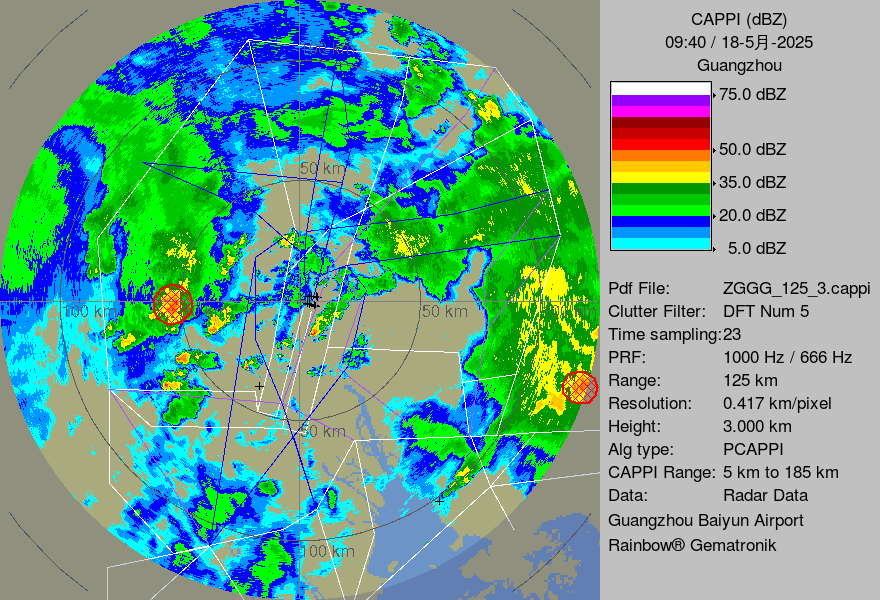 CAPPI (dBZ)
09:40 / 18-5月-2025
Guangzhou
75.0 dBZ
50.0 dBZ
35.0 dBZ
20.0 dBZ
5.0 dBZ
Pdf File: ZGGG_125_3.cappi
Clutter Filter: DFT Num 5
Time sampling:23
PRF: 1000 Hz / 666 Hz
Range: 125 km
Resolution: 0.417 km/pixel
Height: 3.000 km
Alg type: PCAPPI
CAPPI Range: 5 km to 185 km
Data: Radar Data
Guangzhou Baiyun Airport
Rainbow® Gematronik
50 km
100 km
50 km
50 km
100 km